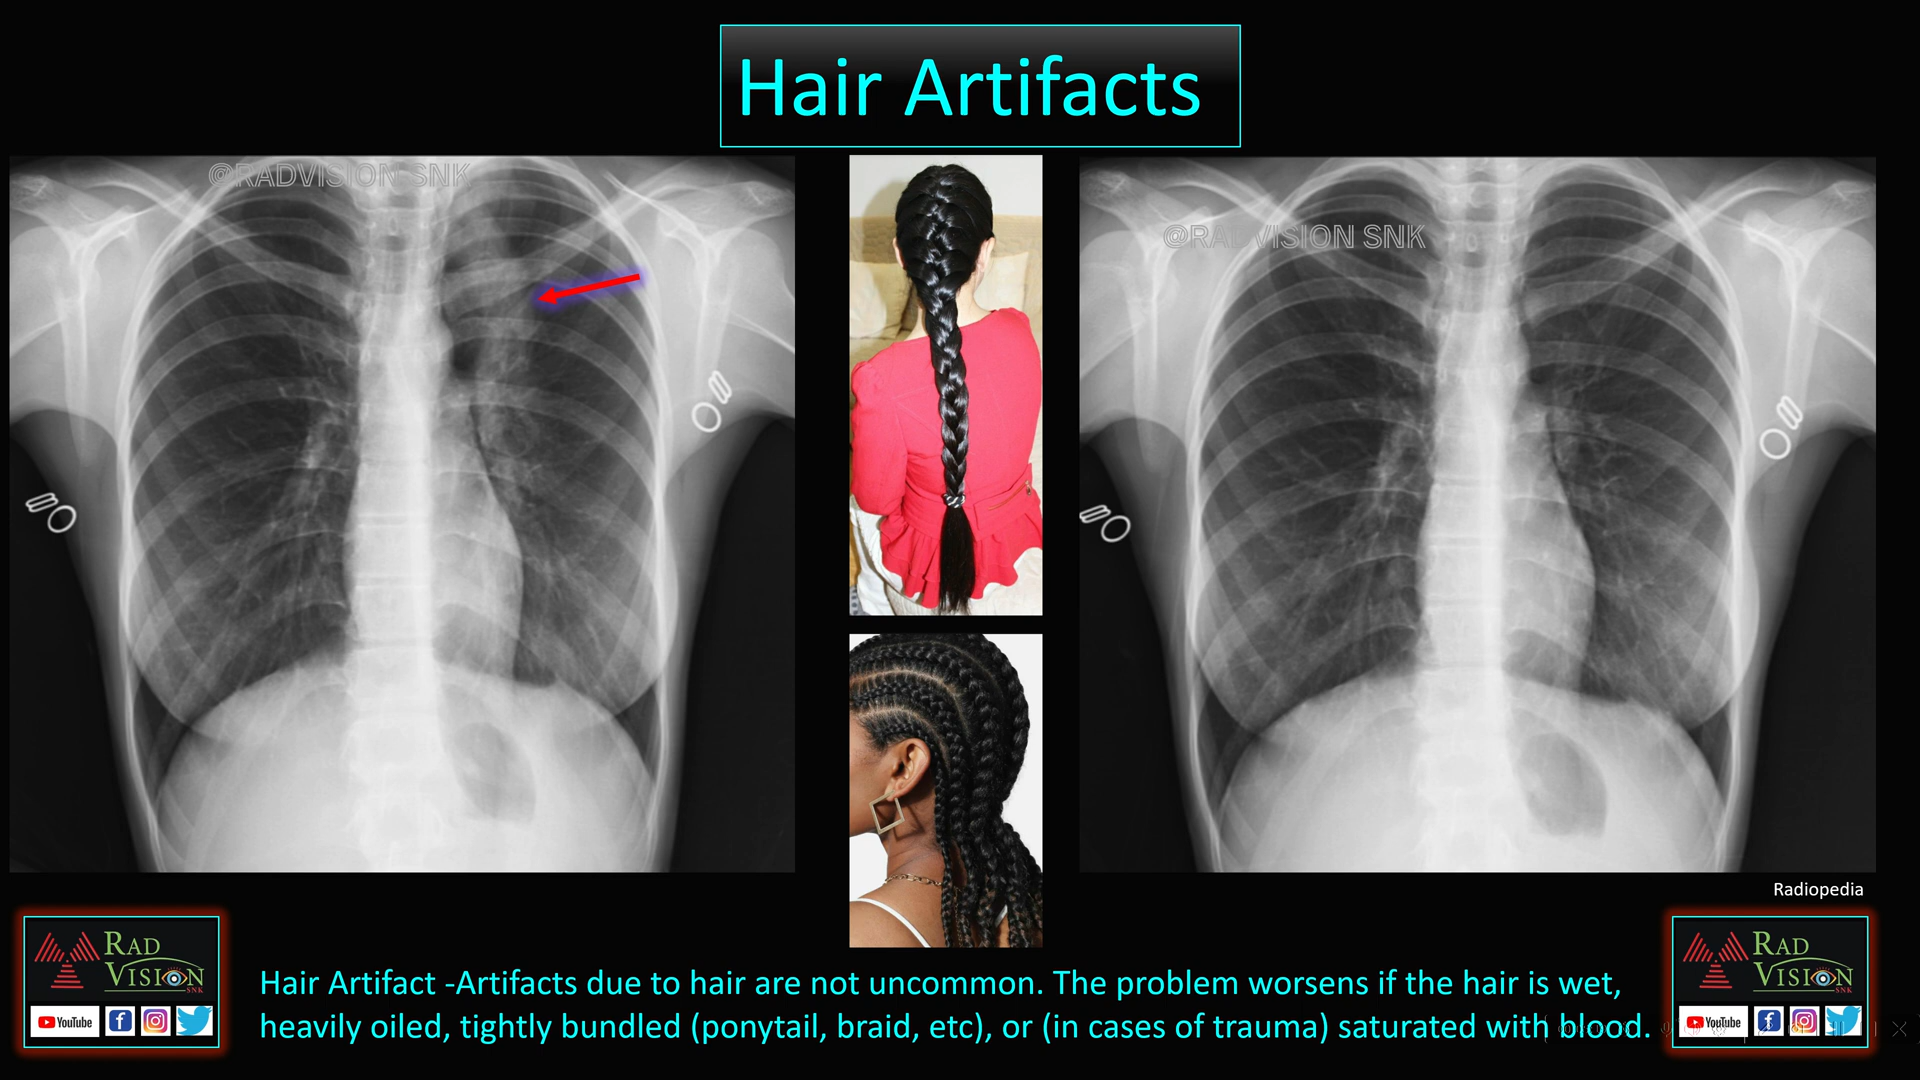 Hair Artifacts
@RADVISION SNK
@RADVISION SNK
Radiopedia
RAD
VISION
SNK
YouTube
Hair Artifact -Artifacts due to hair are not uncommon. The problem worsens if the hair is wet,
heavily oiled, tightly bundled (ponytail, braid, etc), or (in cases of trauma) saturated with blood.
RAD
VISION
SNK
YouTube